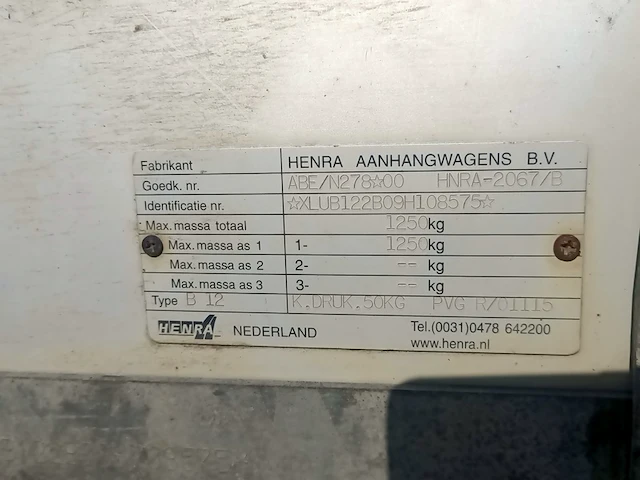 Fabrikant HENRA AANHANGWAGENS B.V.
Goedk. nr. ABE/N278☆00 HNRA-2067/B
Identificatie nr. ☆XLUB122B09H108575☆
Max. massa totaal 1250kg
Max. massa as 1 1- 1250kg
Max. massa as 2 2- -- kg
Max. massa as 3 3- -- kg
Type B 12 K.DRUK.50KG PVG R/01115
HENRA NEDERLAND Tel.(0031)0478 642200
www.henra.nl